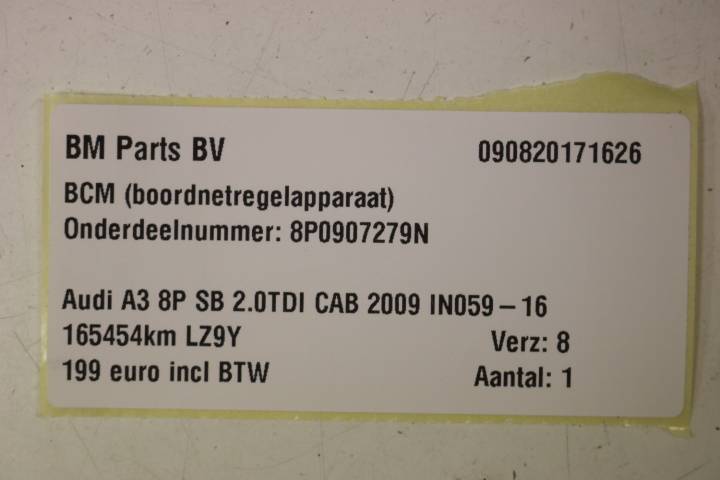 BM Parts BV 090820171626
BCM (boordnetregelapparaat)
Onderdeelnummer: 8P0907279N
Audi A3 8P SB 2.0TDI CAB 2009 IN059 – 16
165454km LZ9Y Verz: 8
199 euro incl BTW Aantal: 1